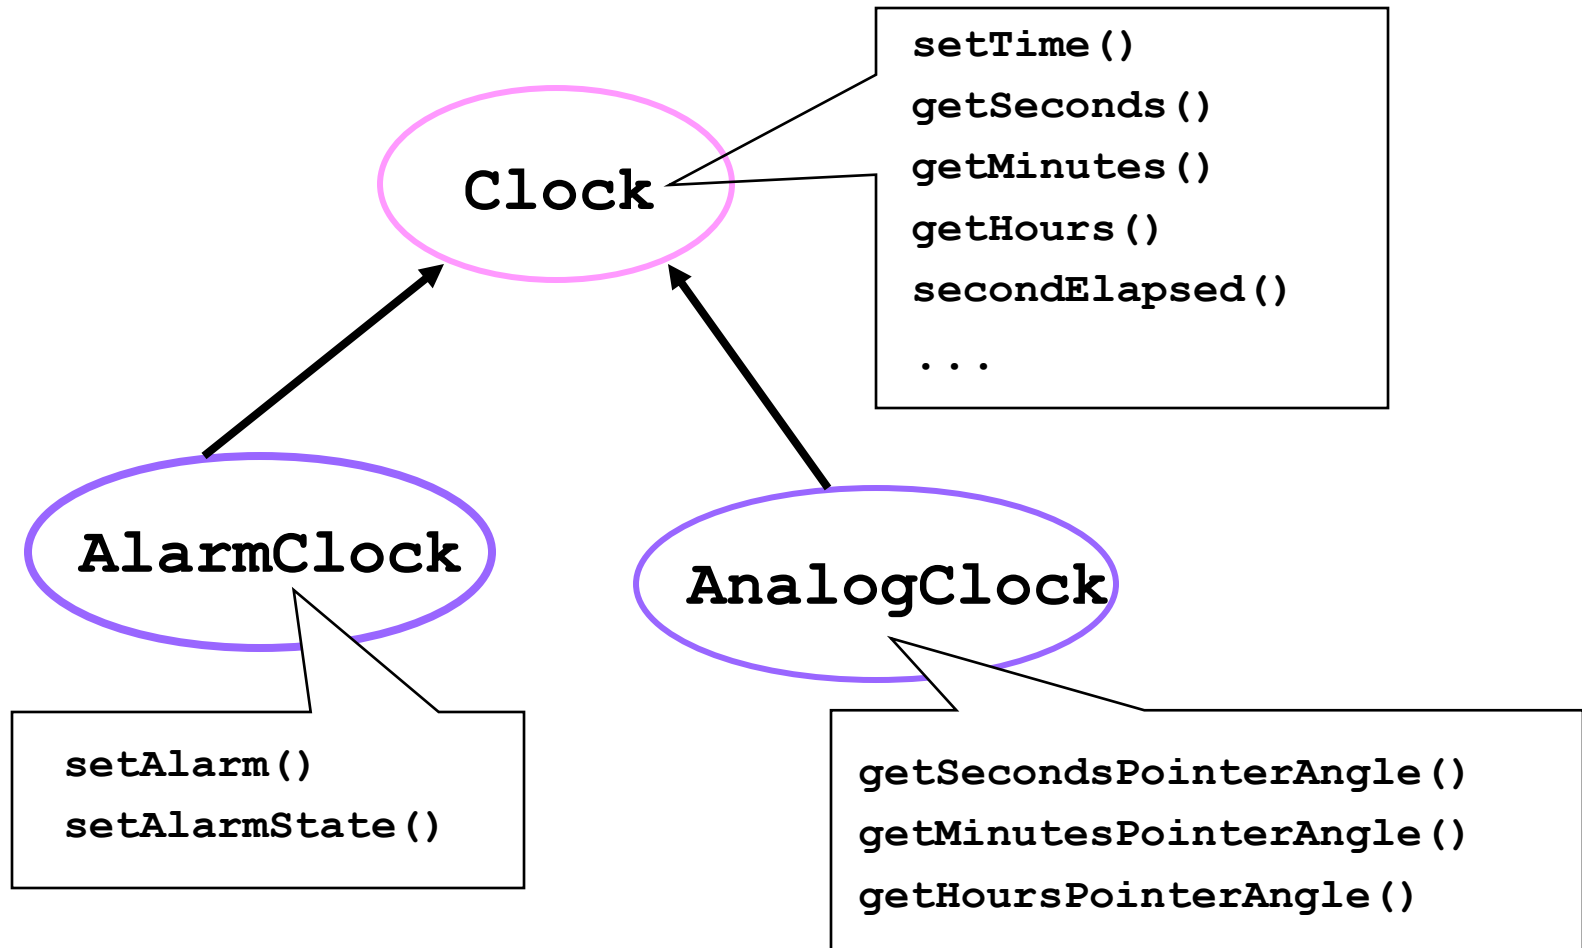 setTime()
getSeconds()
getMinutes()
getHours()
secondElapsed()
...
Clock
AlarmClock
AnalogClock
setAlarm()
setAlarmState()
getSecondsPointerAngle()
getMinutesPointerAngle()
getHoursPointerAngle()